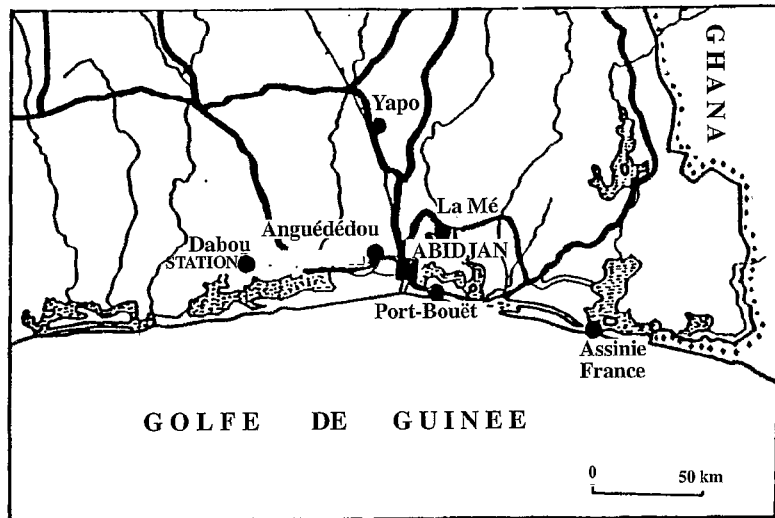 GHANA
Yapo
La Mé
Anguédédou
Dabou
STATION
ABIDJAN
Port-Bouët
Assinie
France
GOLFE DE GUINEE
0 50 km